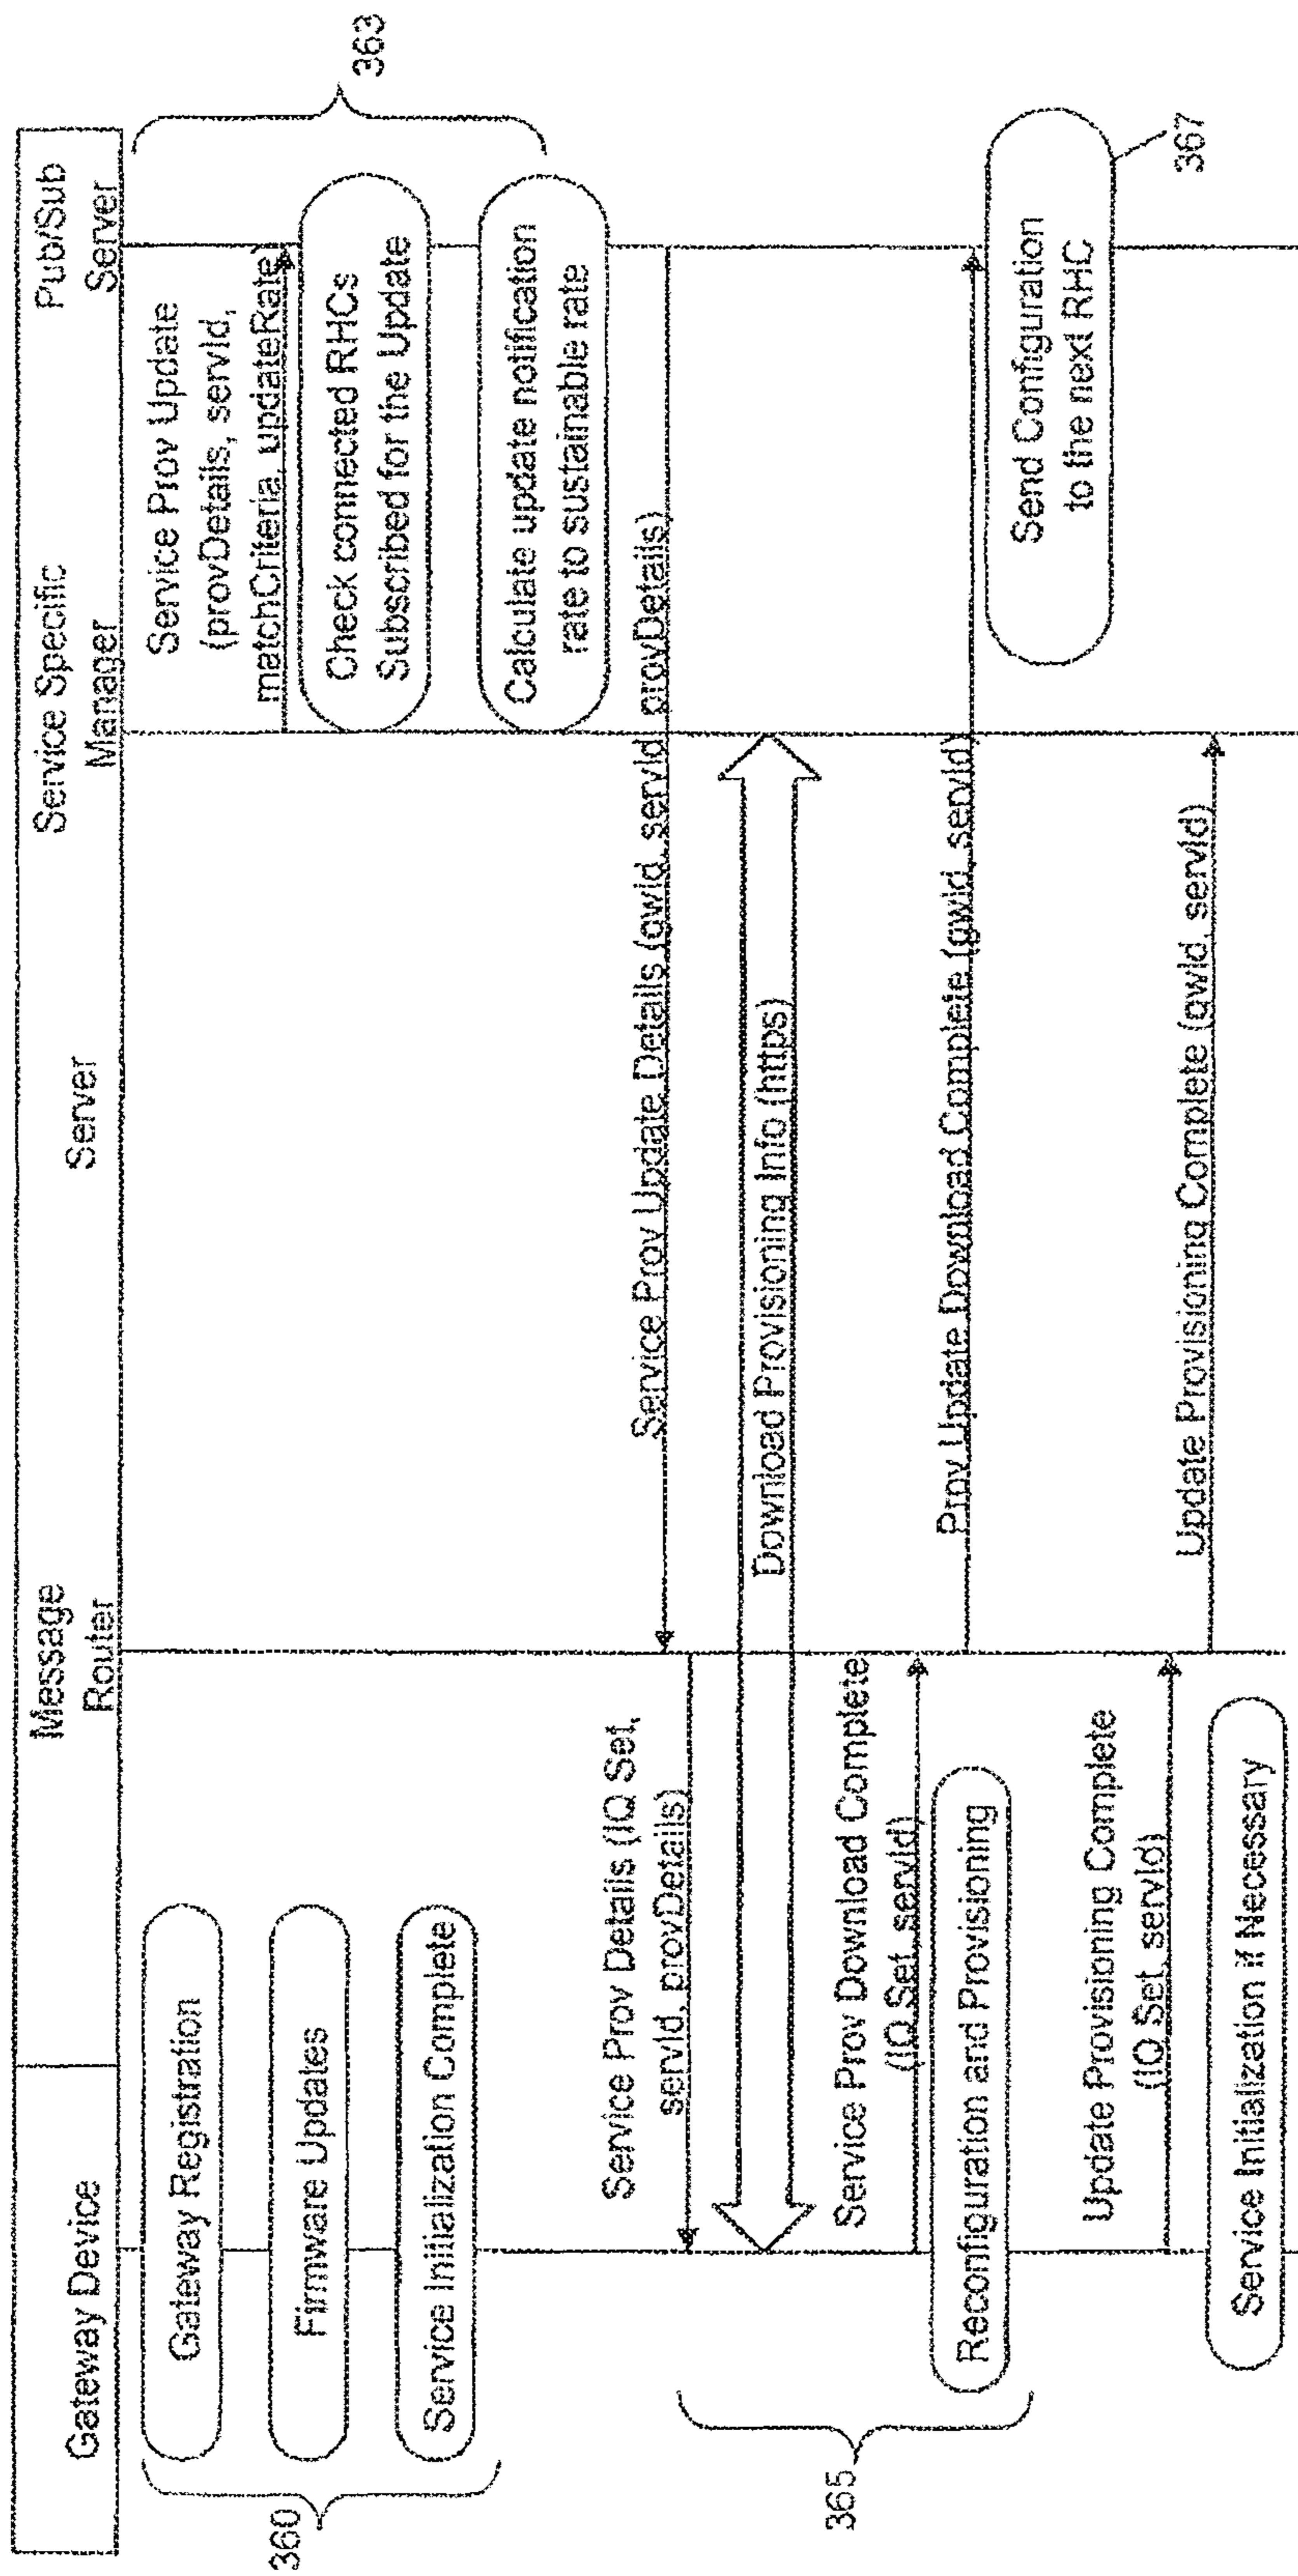 Gateway Device
Message
Router
Server
Service Specific
Manager
Pub/Sub
Server
Gateway Registration
Firmware Updates
Service Initialization Complete
360
Service Prov Update
(provDetails, servId,
matchCriteria, updateRate)
Check connected RHCs
Subscribed for the Update
Calculate update notification
rate to sustainable rate
363
Service Prov Update Details (gwId, servId, provDetails)
Service Prov Details (IQ Set,
servId, provDetails)
Download Provisioning Info (https)
Service Prov Download Complete
(IQ Set, servId)
Prov Update Download Complete (gwId, servId)
Reconfiguration and Provisioning
365
Send Configuration
to the next RHC
367
Update Provisioning Complete
(IQ Set, servId)
Update Provisioning Complete (gwId, servId)
Service Initialization if Necessary